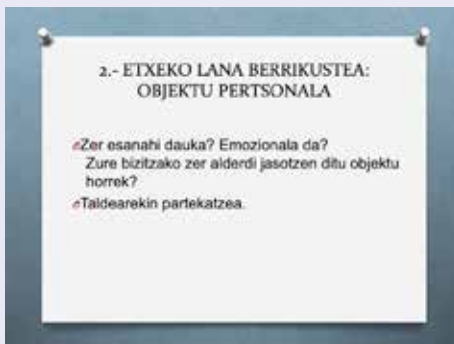 2.- ETXEKO LANA BERRIKUSTEA:
OBJEKTU PERTSONALA
Zer esanahi dauka? Emozionala da?
Zure bizitzako zer alderdi jasotzen ditu objektu
horrek?
Taldearekin partekatzea.